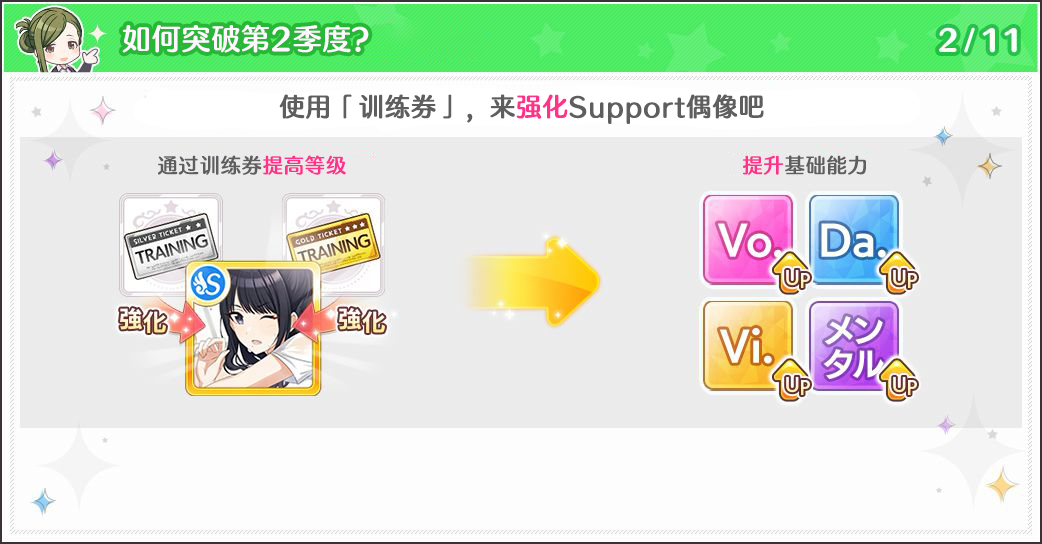 如何突破第2季度?
2/11
使用「训练券」，来强化Support偶像吧
通过训练券提高等级
提升基础能力
SILVER TICKET
TRAINING
GOLD TICKET
TRAINING
S
強化
強化
Vo.
UP
Da.
UP
Vi.
UP
メン
タル
UP